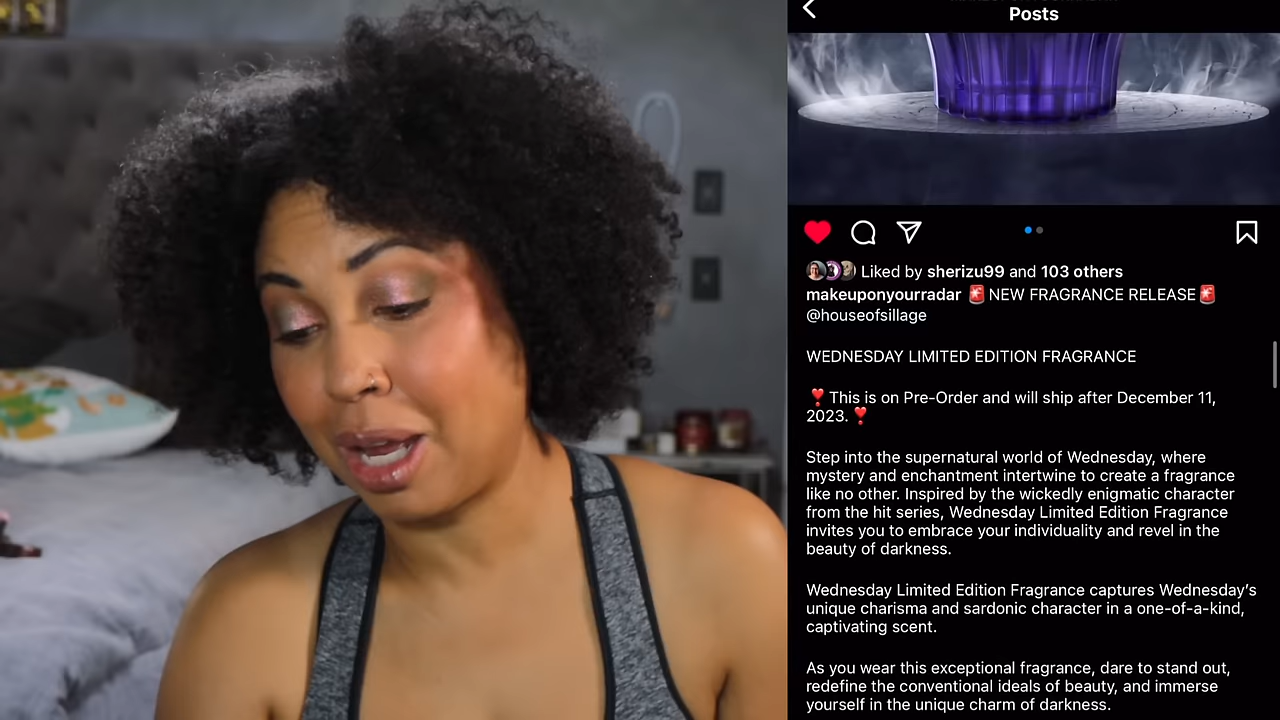 Posts
Liked by sherizu99 and 103 others
makeuponyourradar 🚨NEW FRAGRANCE RELEASE🚨
@houseofsillage
WEDNESDAY LIMITED EDITION FRAGRANCE
❣️This is on Pre-Order and will ship after December 11,
2023.❣️
Step into the supernatural world of Wednesday, where
mystery and enchantment intertwine to create a fragrance
like no other. Inspired by the wickedly enigmatic character
from the hit series, Wednesday Limited Edition Fragrance
invites you to embrace your individuality and revel in the
beauty of darkness.
Wednesday Limited Edition Fragrance captures Wednesday’s
unique charisma and sardonic character in a one-of-a-kind,
captivating scent.
As you wear this exceptional fragrance, dare to stand out,
redefine the conventional ideals of beauty, and immerse
yourself in the unique charm of darkness.